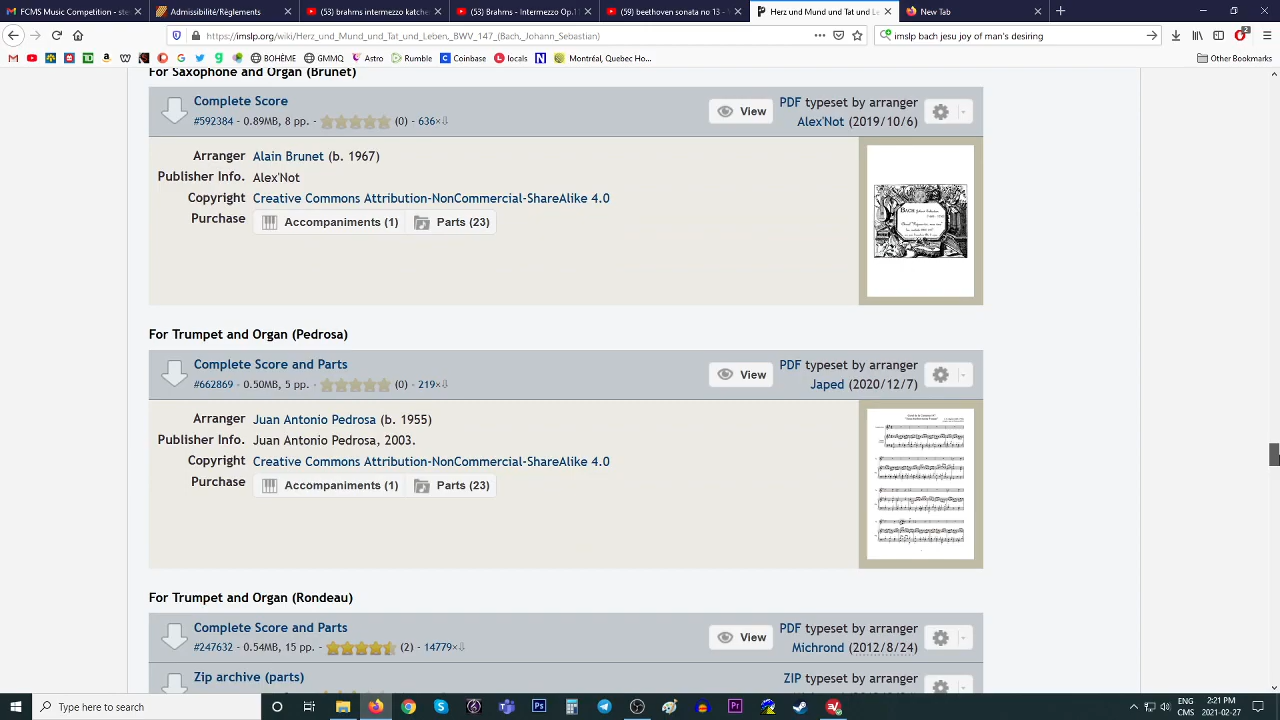 FCMS Music Competition - ste
Admissibilité/Règlements
(53) brahms intermezzo katche
(53) Brahms - Intermezzo Op.1
(59) beethoven sonata no 13 -
Herz und Mund und Tat und Le
New Tab
https://imslp.org/wiki/Herz_und_Mund_und_Tat_und_Leben,_BWV_147_(Bach,_Johann_Sebastian)
imslp bach jesu joy of man's desiring
BOHÈME
GMMQ
Astro
Rumble
Coinbase
locals
Montréal, Quebec Ho...
Other Bookmarks
For Saxophone and Organ (Brunet)
Complete Score
#592384 - 0.89MB, 8 pp. - (0) - 636×
View
PDF typeset by arranger
Alex'Not (2019/10/6)
Arranger Alain Brunet (b. 1967)
Publisher Info. Alex'Not
Copyright Creative Commons Attribution-NonCommercial-ShareAlike 4.0
Purchase Accompaniments (1) Parts (23)
BACH
For Trumpet and Organ (Pedrosa)
Complete Score and Parts
#662869 - 0.50MB, 5 pp. - (0) - 219×
View
PDF typeset by arranger
Japed (2020/12/7)
Arranger Juan Antonio Pedrosa (b. 1955)
Publisher Info. Juan Antonio Pedrosa, 2003.
Copyright Creative Commons Attribution-NonCommercial-ShareAlike 4.0
Purchase Accompaniments (1) Parts (23)
For Trumpet and Organ (Rondeau)
Complete Score and Parts
#247632 - 0.54MB, 15 pp. - (2) - 14779×
View
PDF typeset by arranger
Michrond (2012/8/24)
Zip archive (parts)
ZIP typeset by arranger
Type here to search
ENG
CMS
2:21 PM
2021-02-27